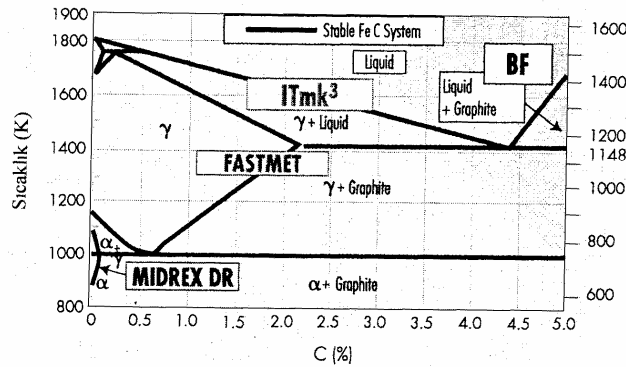 Stable Fe C System
Liquid
BF
ITmk³
Liquid
+ Graphite
γ
γ + Liquid
FASTMET
γ + Graphite
α +
γ
α
MIDREX DR
α + Graphite
Sıcaklık (K)
1900
1800
1600
1400
1200
1000
800
1600
1400
1200
1148
1000
800
600
0
0.5
1.0
1.5
2.0
2.5
3.0
3.5
4.0
4.5
5.0
C (%)